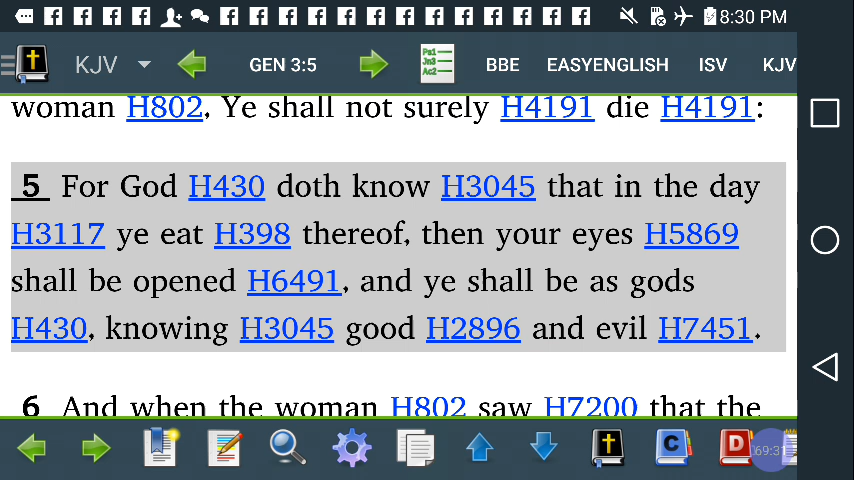 8:30 PM
KJV GEN 3:5 BBE EASYENGLISH ISV KJV
woman H802, Ye shall not surely H4191 die H4191:
5 For God H430 doth know H3045 that in the day
H3117 ye eat H398 thereof, then your eyes H5869
shall be opened H6491, and ye shall be as gods
H430, knowing H3045 good H2896 and evil H7451.
6 And when the woman H802 saw H7200 that the
C D 69:31